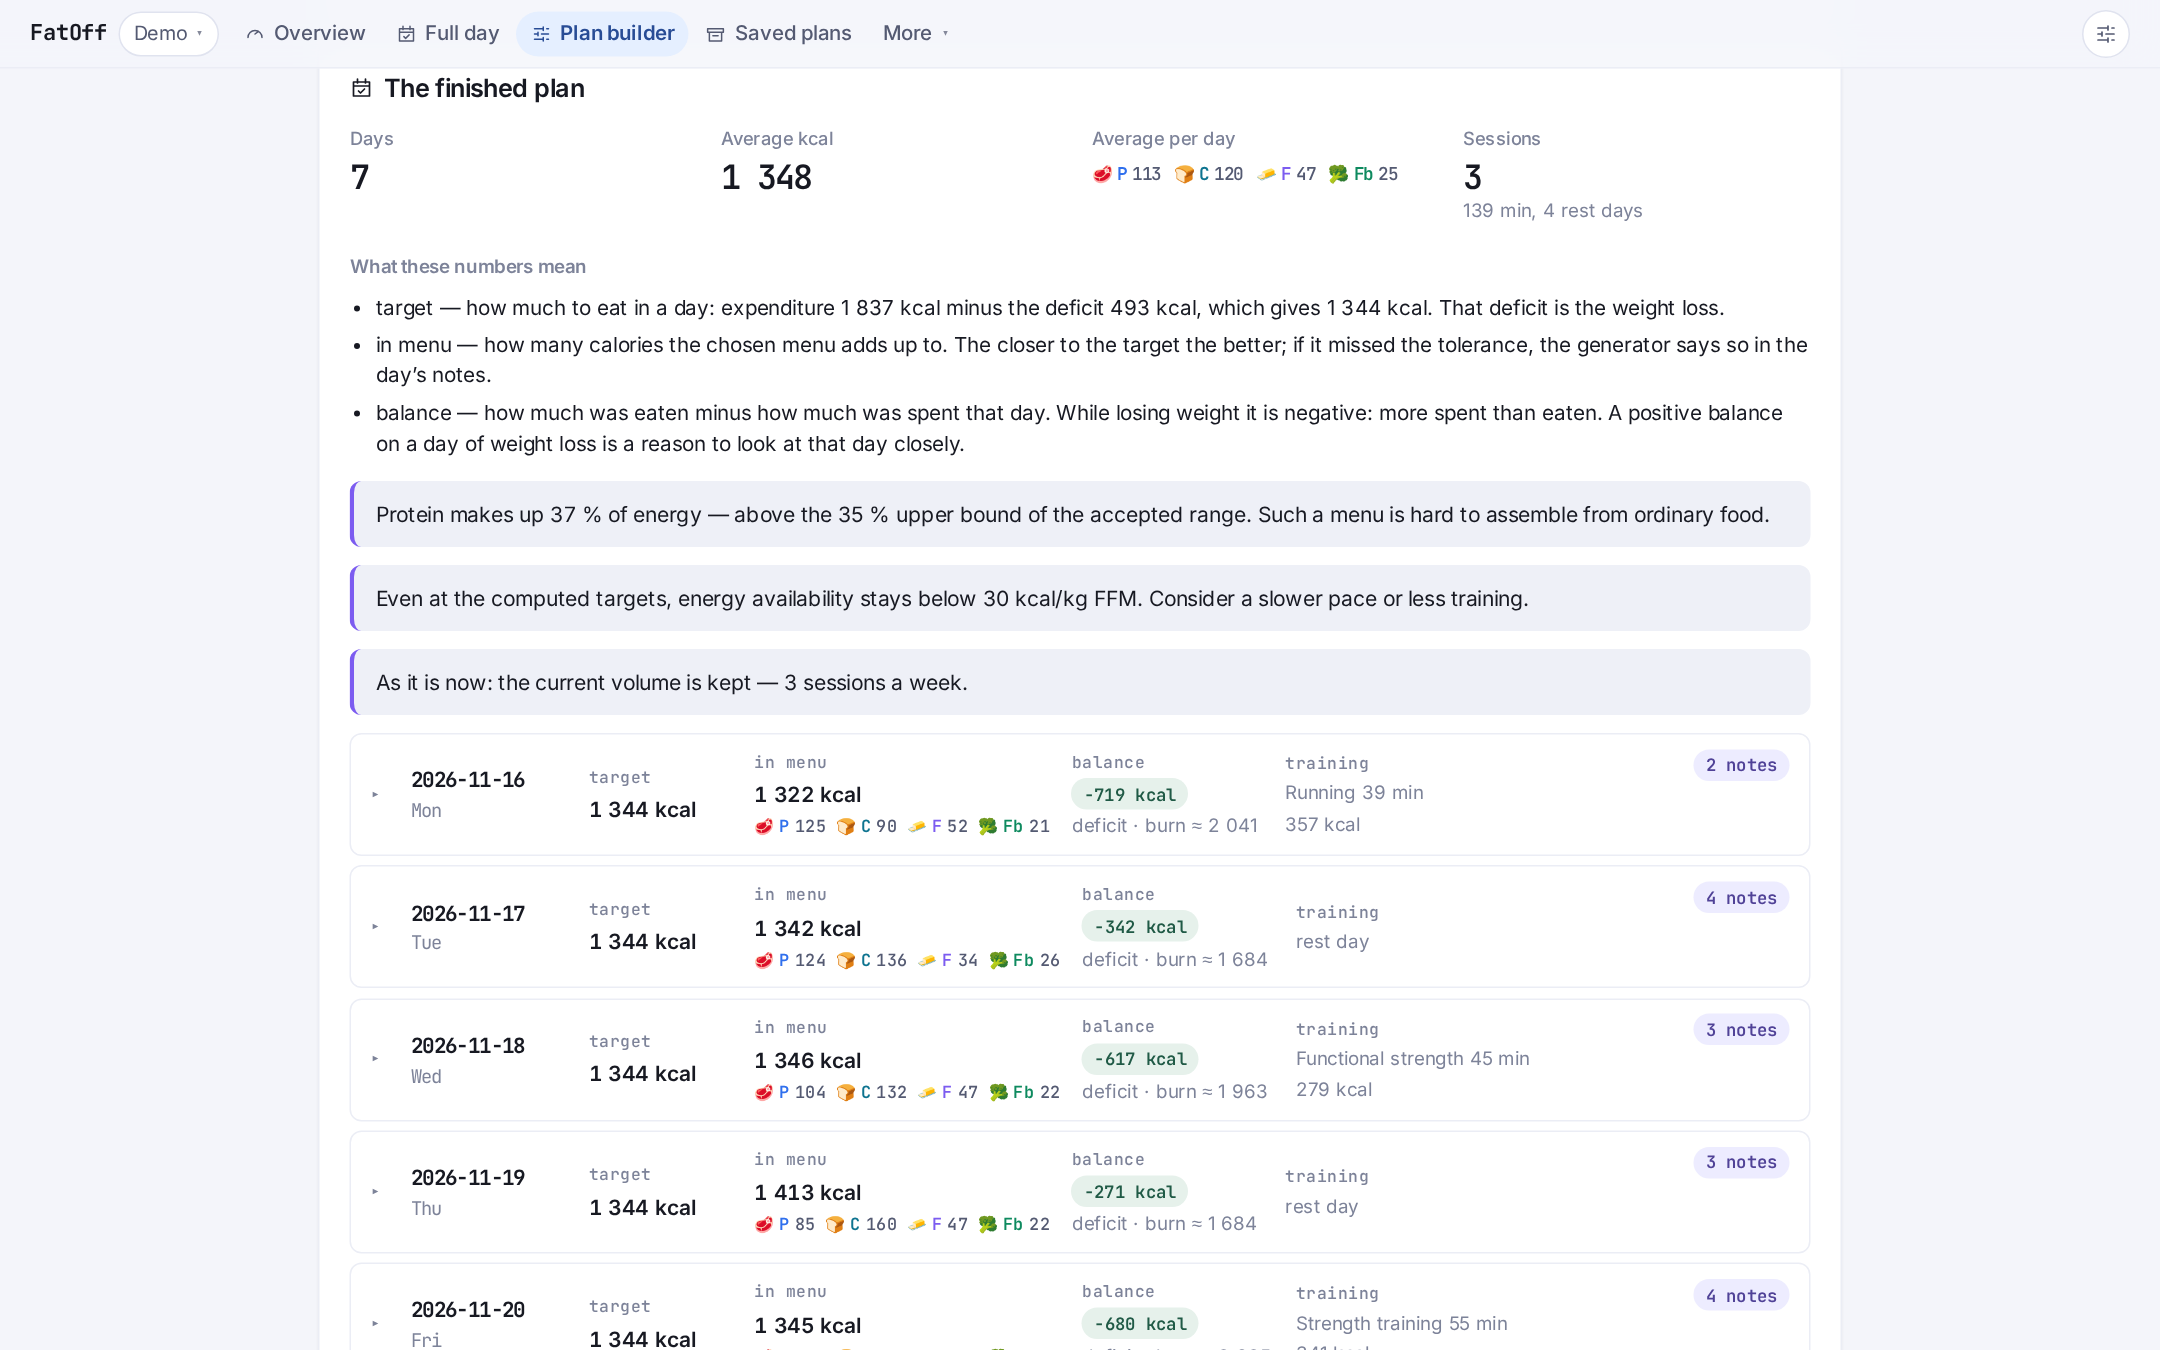 FatOff Demo Overview Full day Plan builder Saved plans More
The finished plan
Days
7
Average kcal
1 348
Average per day
P 113 C 120 F 47 Fb 25
Sessions
3
139 min, 4 rest days
What these numbers mean
• target — how much to eat in a day: expenditure 1 837 kcal minus the deficit 493 kcal, which gives 1 344 kcal. That deficit is the weight loss.
• in menu — how many calories the chosen menu adds up to. The closer to the target the better; if it missed the tolerance, the generator says so in the
day’s notes.
• balance — how much was eaten minus how much was spent that day. While losing weight it is negative: more spent than eaten. A positive balance
on a day of weight loss is a reason to look at that day closely.
Protein makes up 37 % of energy — above the 35 % upper bound of the accepted range. Such a menu is hard to assemble from ordinary food.
Even at the computed targets, energy availability stays below 30 kcal/kg FFM. Consider a slower pace or less training.
As it is now: the current volume is kept — 3 sessions a week.
2026-11-16
Mon
target
1 344 kcal
in menu
1 322 kcal
P 125 C 90 F 52 Fb 21
balance
-719 kcal
deficit · burn ≈ 2 041
training
Running 39 min
357 kcal
2 notes
2026-11-17
Tue
target
1 344 kcal
in menu
1 342 kcal
P 124 C 136 F 34 Fb 26
balance
-342 kcal
deficit · burn ≈ 1 684
training
rest day
4 notes
2026-11-18
Wed
target
1 344 kcal
in menu
1 346 kcal
P 104 C 132 F 47 Fb 22
balance
-617 kcal
deficit · burn ≈ 1 963
training
Functional strength 45 min
279 kcal
3 notes
2026-11-19
Thu
target
1 344 kcal
in menu
1 413 kcal
P 85 C 160 F 47 Fb 22
balance
-271 kcal
deficit · burn ≈ 1 684
training
rest day
3 notes
2026-11-20
Fri
target
1 344 kcal
in menu
1 345 kcal
balance
-680 kcal
training
Strength training 55 min
4 notes